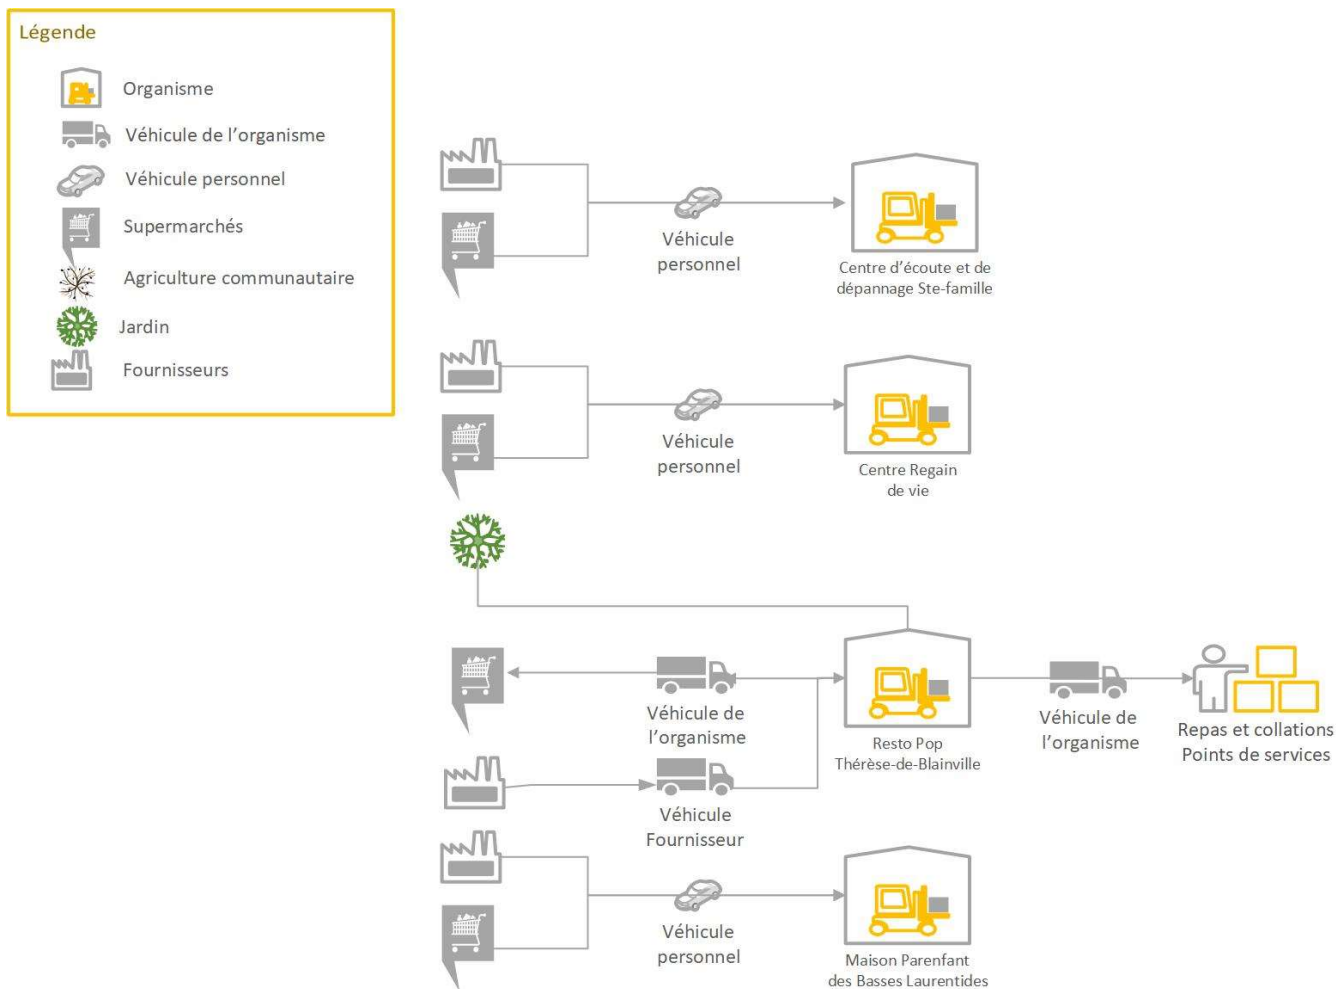 Légende
Organisme
Véhicule de l'organisme
Véhicule personnel
Supermarchés
Agriculture communautaire
Jardin
Fournisseurs
Véhicule
personnel
Centre d'écoute et de
dépannage Ste-famille
Véhicule
personnel
Centre Regain
de vie
Véhicule de
l'organisme
Resto Pop
Thérèse-de-Blainville
Véhicule de
l'organisme
Repas et collations
Points de services
Véhicule
Fournisseur
Véhicule
personnel
Maison Parenfant
des Basses Laurentides